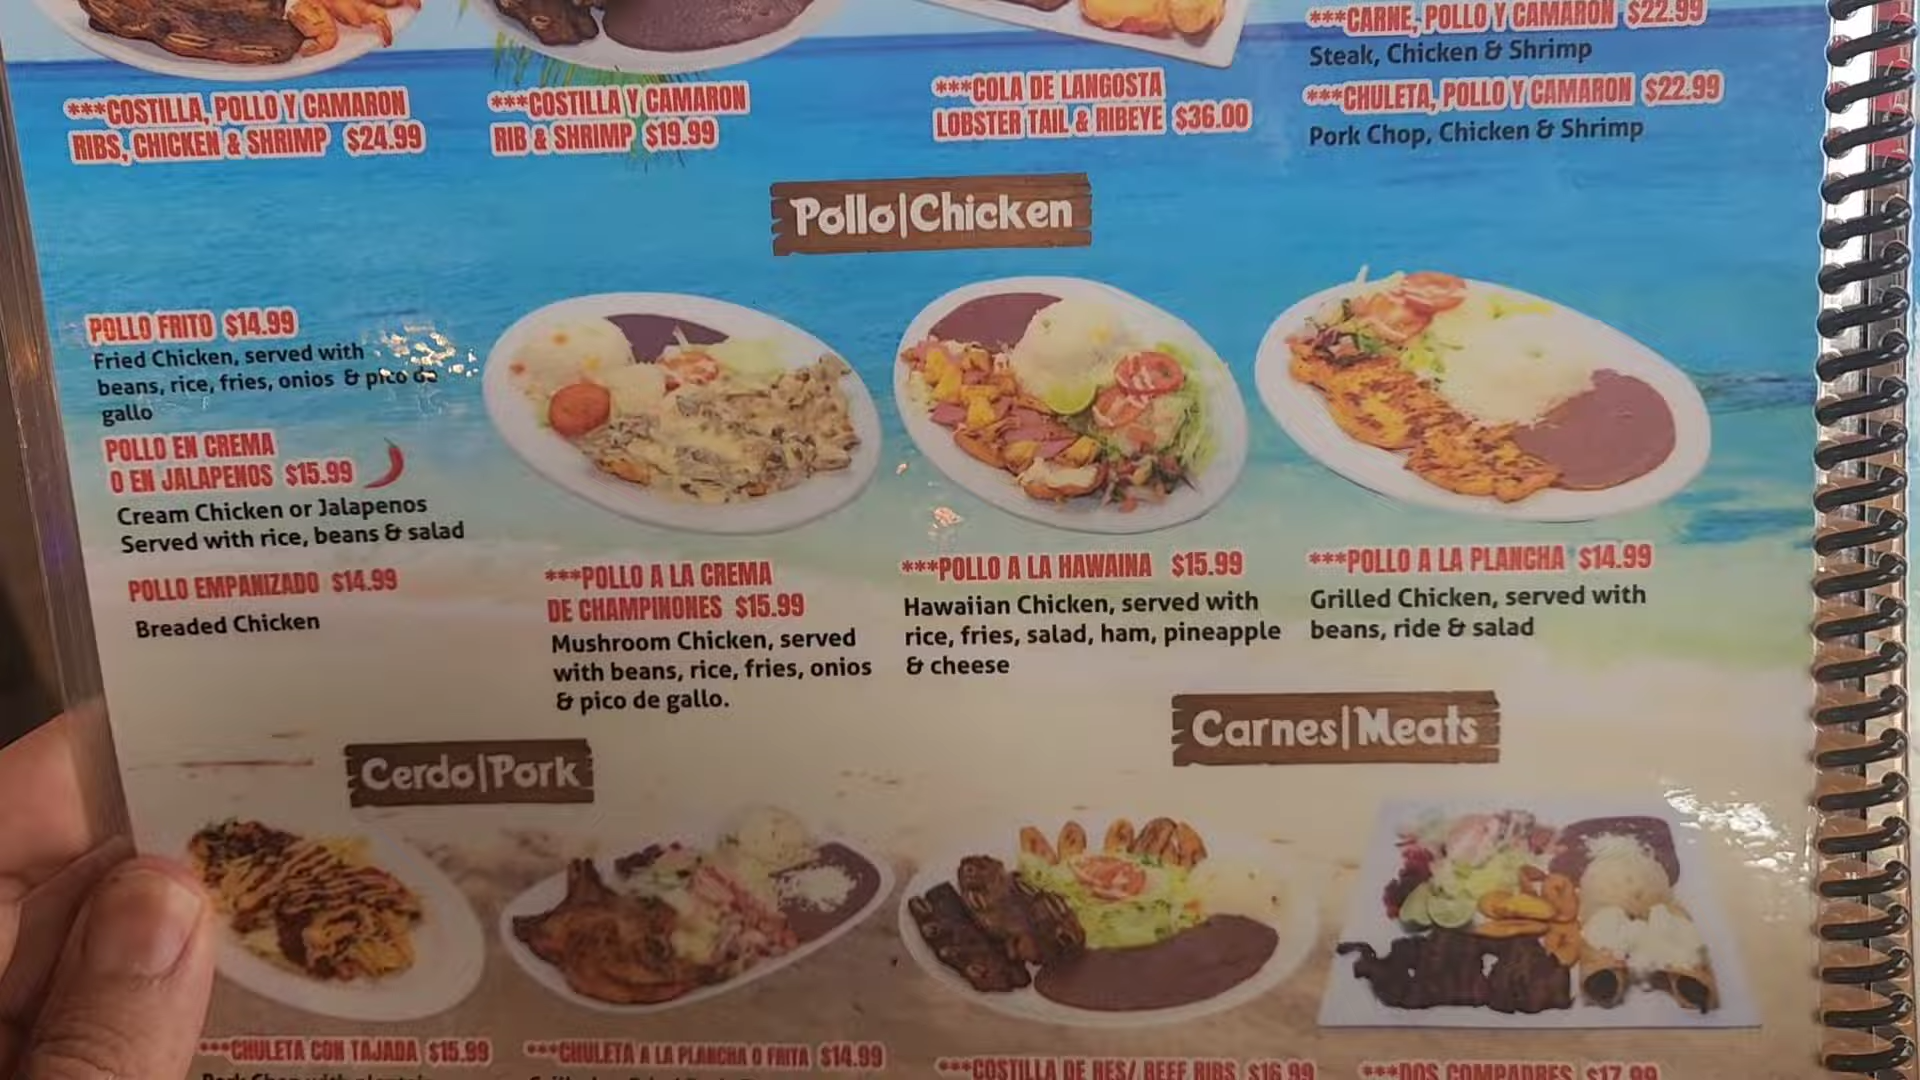 ***COSTILLA, POLLO Y CAMARON
RIBS, CHICKEN & SHRIMP $24.99
***COSTILLA Y CAMARON
RIB & SHRIMP $19.99
***COLA DE LANGOSTA
LOBSTER TAIL & RIBEYE $36.00
***CARNE, POLLO Y CAMARON $22.99
Steak, Chicken & Shrimp
***CHULETA, POLLO Y CAMARON $22.99
Pork Chop, Chicken & Shrimp
Pollo|Chicken
POLLO FRITO $14.99
Fried Chicken, served with
beans, rice, fries, onios & pico de
gallo
POLLO EN CREMA
O EN JALAPENOS $15.99
Cream Chicken or Jalapenos
Served with rice, beans & salad
POLLO EMPANIZADO $14.99
Breaded Chicken
***POLLO A LA CREMA
DE CHAMPINONES $15.99
Mushroom Chicken, served
with beans, rice, fries, onios
& pico de gallo.
***POLLO A LA HAWAINA $15.99
Hawaiian Chicken, served with
rice, fries, salad, ham, pineapple
& cheese
***POLLO A LA PLANCHA $14.99
Grilled Chicken, served with
beans, ride & salad
Cerdo|Pork
Carnes|Meats
***CHULETA CON TAJADA $15.99
***CHULETA A LA PLANCHA O FRITA $14.99
***COSTILLA DE RES/ BEEF RIBS $16.99
***DOS COMPADRES $17.99